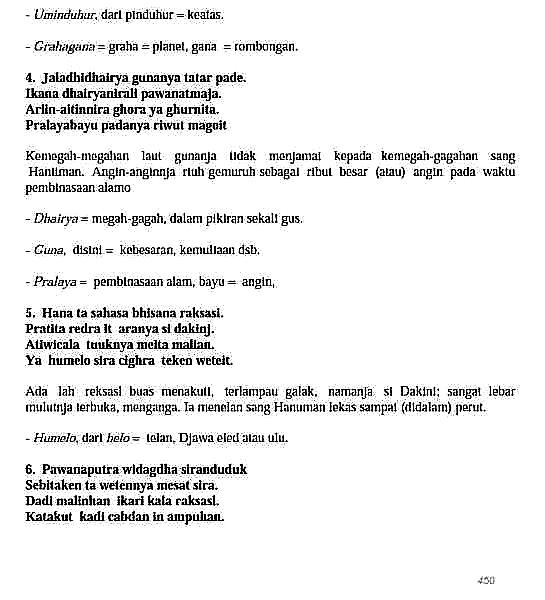 - Uminduhur, dari pinduhur = keatas.
- Grahagana = graha = planet, gana = rombongan.
4. Jaladhidhairya gunanya tatar pade.
Ikana dhairyanirali pawanatmaja.
Arlin-aitinnira ghora ya ghurnita.
Pralayabayu padanya riwut magoit
Kemegah-megahan laut gunanja tidak menjamai kepada kemegah-gagahan sang
Hantiman. Angin-anginnja riuh gemuruh sebagai ribut besar (atau) angin pada waktu
pembinasaan alamo
- Dhairya = megah-gagah, dalam pikiran sekali gus.
- Guna, disini = kebesaran, kemuliaan dsb.
- Pralaya = pembinasaan alam, bayu = angin,
5. Hana ta sahasa bhisana raksasi.
Pratita redra it aranya si dakinj.
Atiwicala tuuknya meita malian.
Ya humelo sira cighra teken weteit.
Ada lah reksasi buas menakuti, terlampau galak, namanja si Dakini; sangat lebar
mulutnja terbuka, menganga. Ia menelan sang Hanuman lekas sampai (didalam) perut.
- Humelo, dari helo = telan, Djawa eled atau ulu.
6. Pawanaputra widagdha siranduduk
Sebitaken ta wetennya mesat sira.
Dadi malinhan ikari kala raksasi.
Katakut kadi cabdan in ampuhan.
450